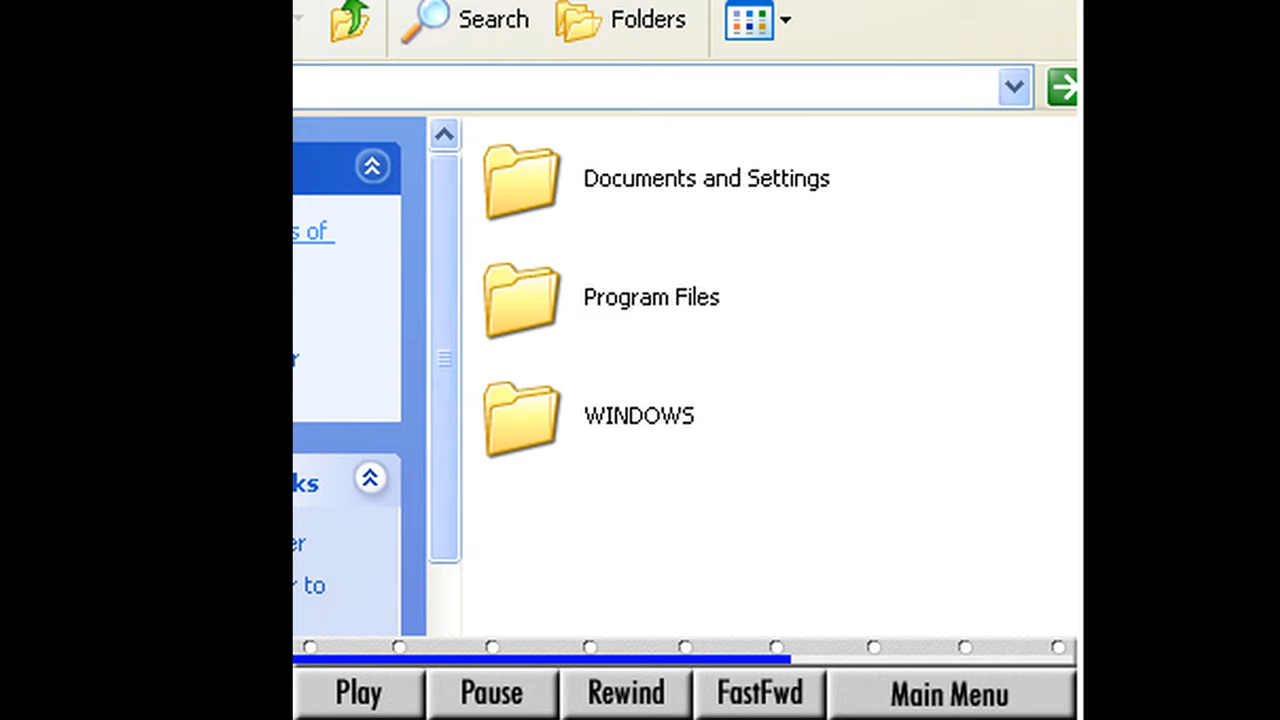 Search Folders
s of
Documents and Settings
Program Files
r
WINDOWS
ks
er
r to
Play Pause Rewind FastFwd Main Menu